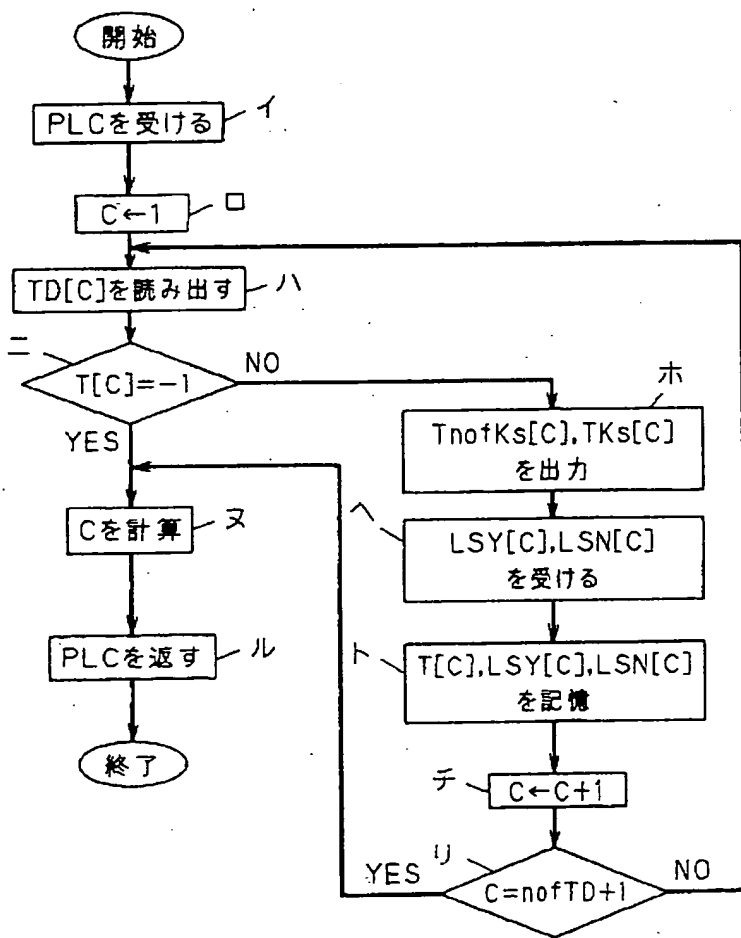 開始
PLCを受ける
イ
C←1
ロ
TD[C]を読み出す
ハ
ニ
T[C]=-1
NO
YES
ホ
TnofKs[C],TKs[C]
を出力
ヘ
LSY[C],LSN[C]
を受ける
ト
T[C],LSY[C],LSN[C]
を記憶
チ
C←C+1
リ
C=nofTD+1
YES
NO
Cを計算
ヌ
PLCを返す
ル
終了